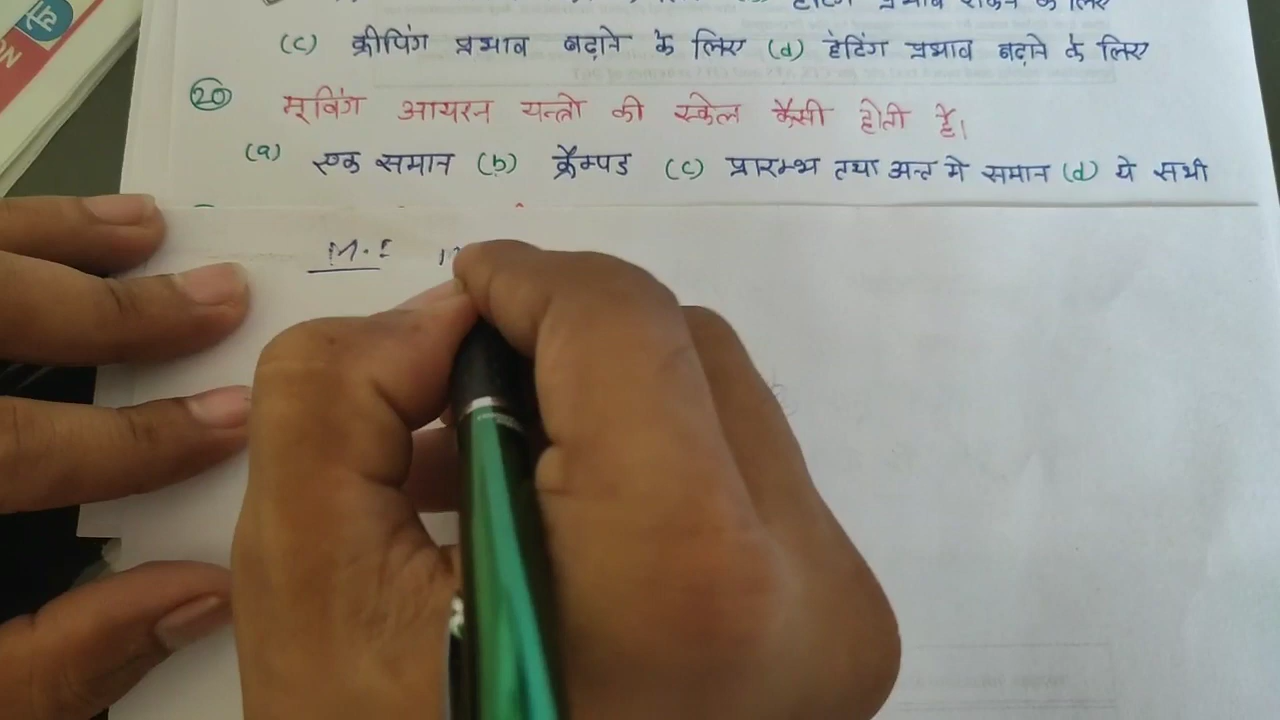 (c) क्रीपिंग प्रभाव बढ़ाने के लिए (d) हंटिंग प्रभाव बढ़ाने के लिए
20 मूविंग आयरन यन्त्रो की स्केल कैसी होती है।
(a) एक समान (b) क्रैम्पड (c) प्रारम्भ तथा अन्त मे समान (d) ये सभी
M.I